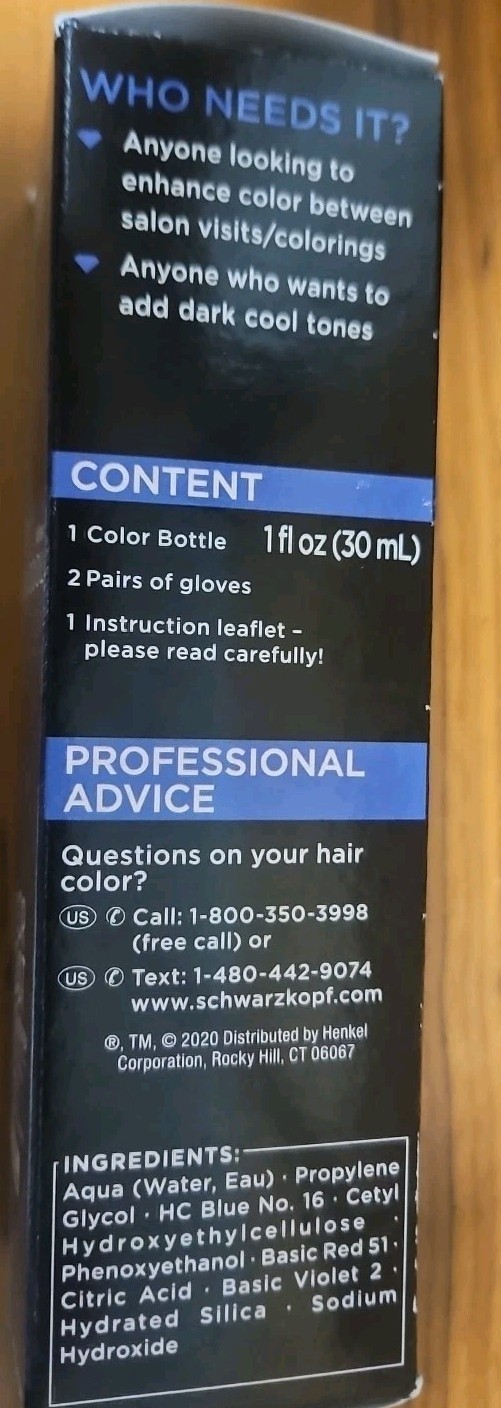 WHO NEEDS IT?
Anyone looking to
enhance color between
salon visits/colorings
Anyone who wants to
add dark cool tones
CONTENT
1 Color Bottle 1 fl oz (30 mL)
2 Pairs of gloves
1 Instruction leaflet –
please read carefully!
PROFESSIONAL
ADVICE
Questions on your hair
color?
US Call: 1-800-350-3998
(free call) or
US Text: 1-480-442-9074
www.schwarzkopf.com
®, TM, © 2020 Distributed by Henkel
Corporation, Rocky Hill, CT 06067
INGREDIENTS:
Aqua (Water, Eau) · Propylene
Glycol · HC Blue No. 16 · Cetyl
Hydroxyethylcellulose ·
Phenoxyethanol · Basic Red 51 ·
Citric Acid · Basic Violet 2 ·
Hydrated Silica · Sodium
Hydroxide